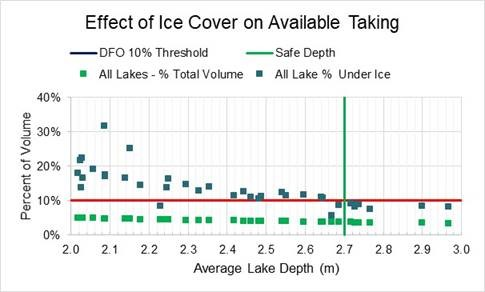 Effect of Ice Cover on Available Taking
DFO 10% Threshold Safe Depth
All Lakes - % Total Volume All Lake % Under Ice
40%
30%
20%
10%
0%
Percent of Volume
2.0 2.1 2.2 2.3 2.4 2.5 2.6 2.7 2.8 2.9 3.0
Average Lake Depth (m)